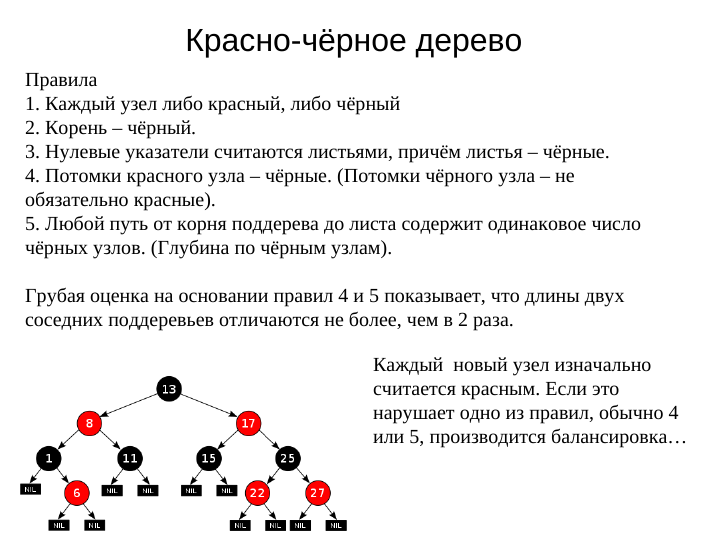 Красно-чёрное дерево
Правила
1. Каждый узел либо красный, либо чёрный
2. Корень – чёрный.
3. Нулевые указатели считаются листьями, причём листья – чёрные.
4. Потомки красного узла – чёрные. (Потомки чёрного узла – не
обязательно красные).
5. Любой путь от корня поддерева до листа содержит одинаковое число
чёрных узлов. (Глубина по чёрным узлам).
Грубая оценка на основании правил 4 и 5 показывает, что длины двух
соседних поддеревьев отличаются не более, чем в 2 раза.
Каждый  новый узел изначально
считается красным. Если это
нарушает одно из правил, обычно 4
или 5, производится балансировка…
13
8 17
1 11 15 25
NIL 6 NIL NIL NIL NIL 22 27
NIL NIL NIL NIL NIL NIL